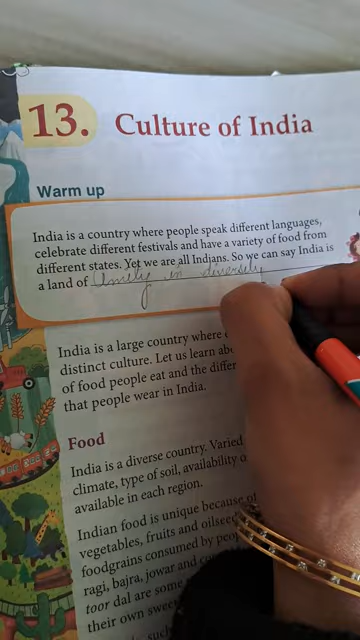 13. Culture of India
Warm up
India is a country where people speak different languages,
celebrate different festivals and have a variety of food from
different states. Yet we are all Indians. So we can say India is
a land of Unity in diversity
India is a large country where
distinct culture. Let us learn
of food people eat and the
that people wear in India.
Food
India is a diverse country. Varied
climate, type of soil, availability
available in each region.
Indian food is unique because of
vegetables, fruits and
foodgrains consumed by
ragi, bajra, jowar and
toor dal are some
their own